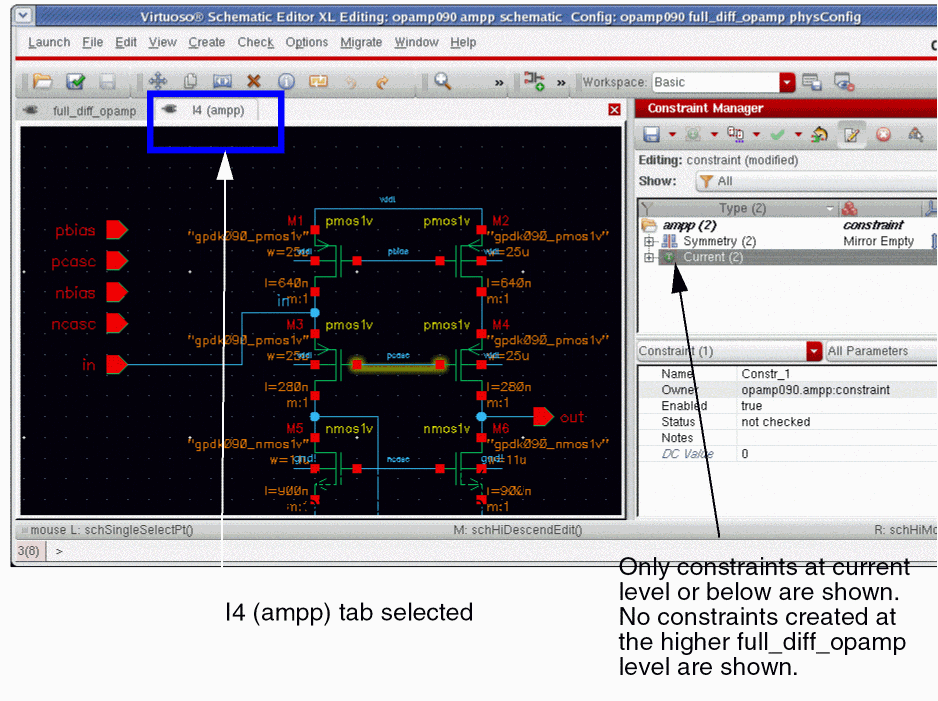 Virtuoso® Schematic Editor XL Editing: opamp090 ampp schematic Config: opamp090 full_diff_opamp physConfig
Launch File Edit View Create Check Options Migrate Window Help
» » Workspace: Basic
full_diff_opamp I4 (ampp)
Constraint Manager
Editing: constraint (modified)
Show: All
Type (2)
ampp (2) constraint
Symmetry (2) Mirror Empty
Current (2)
Constraint (1) All Parameters
Name Constr_1
Owner opamp090.ampp:constraint
Enabled true
Status not checked
Notes
DC Value 0
pbias
pcasc
nbias
ncasc
in
vdd!
M1 pmos1v pmos1v M2
"gpdk090_pmos1v" "gpdk090_pmos1v"
w=25u pbias w=25u
l=640n l=640n
m:1 m:1
in
M3 pmos1v pmos1v M4
"gpdk090_pmos1v" "gpdk090_pmos1v"
w=25u pcasc w=25u
l=280n l=280n
m:1 m:1
out
M5 nmos1v nmos1v M6
"gpdk090_nmos1v" "gpdk090_nmos1v"
gnd! w=11u ncasc gnd! w=11u
l=900n l=900n
m:1 m:1
mouse L: schSingleSelectPt() M: schHiDescendEdit() R: schHiMo
3(8) >
I4 (ampp) tab selected
Only constraints at current
level or below are shown.
No constraints created at
the higher full_diff_opamp
level are shown.